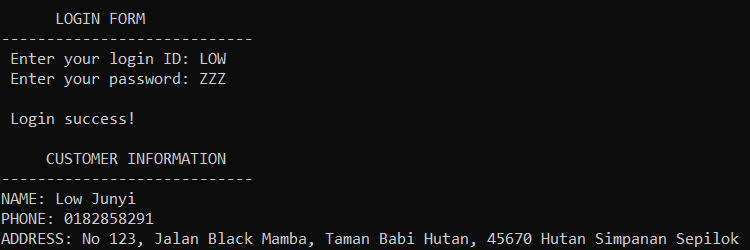 LOGIN FORM
----------------------------
Enter your login ID: LOW
Enter your password: ZZZ
Login success!
CUSTOMER INFORMATION
----------------------------
NAME: Low Junyi
PHONE: 0182858291
ADDRESS: No 123, Jalan Black Mamba, Taman Babi Hutan, 45670 Hutan Simpanan Sepilok